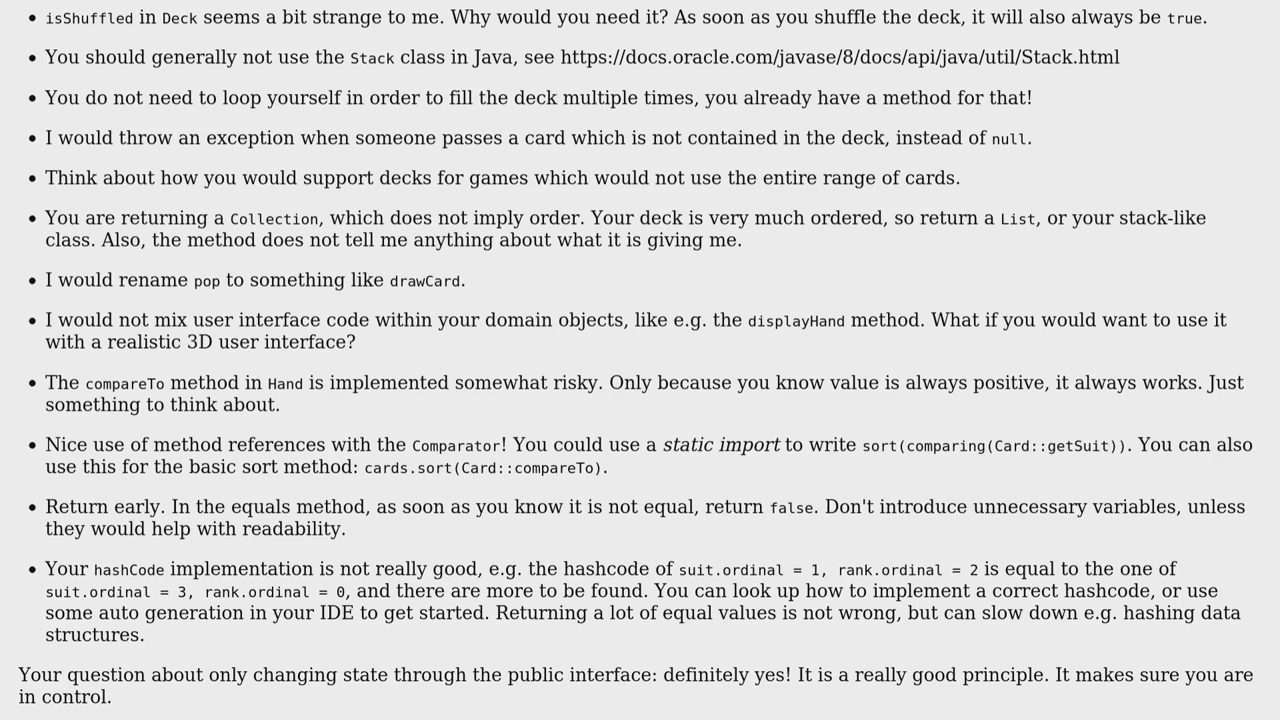 • isShuffled in Deck seems a bit strange to me. Why would you need it? As soon as you shuffle the deck, it will also always be true.
• You should generally not use the Stack class in Java, see https://docs.oracle.com/javase/8/docs/api/java/util/Stack.html
• You do not need to loop yourself in order to fill the deck multiple times, you already have a method for that!
• I would throw an exception when someone passes a card which is not contained in the deck, instead of null.
• Think about how you would support decks for games which would not use the entire range of cards.
• You are returning a Collection, which does not imply order. Your deck is very much ordered, so return a List, or your stack-like
class. Also, the method does not tell me anything about what it is giving me.
• I would rename pop to something like drawCard.
• I would not mix user interface code within your domain objects, like e.g. the displayHand method. What if you would want to use it
with a realistic 3D user interface?
• The compareTo method in Hand is implemented somewhat risky. Only because you know value is always positive, it always works. Just
something to think about.
• Nice use of method references with the Comparator! You could use a static import to write sort(comparing(Card::getSuit)). You can also
use this for the basic sort method: cards.sort(Card::compareTo).
• Return early. In the equals method, as soon as you know it is not equal, return false. Don't introduce unnecessary variables, unless
they would help with readability.
• Your hashCode implementation is not really good, e.g. the hashcode of suit.ordinal = 1, rank.ordinal = 2 is equal to the one of
suit.ordinal = 3, rank.ordinal = 0, and there are more to be found. You can look up how to implement a correct hashcode, or use
some auto generation in your IDE to get started. Returning a lot of equal values is not wrong, but can slow down e.g. hashing data
structures.
Your question about only changing state through the public interface: definitely yes! It is a really good principle. It makes sure you are
in control.